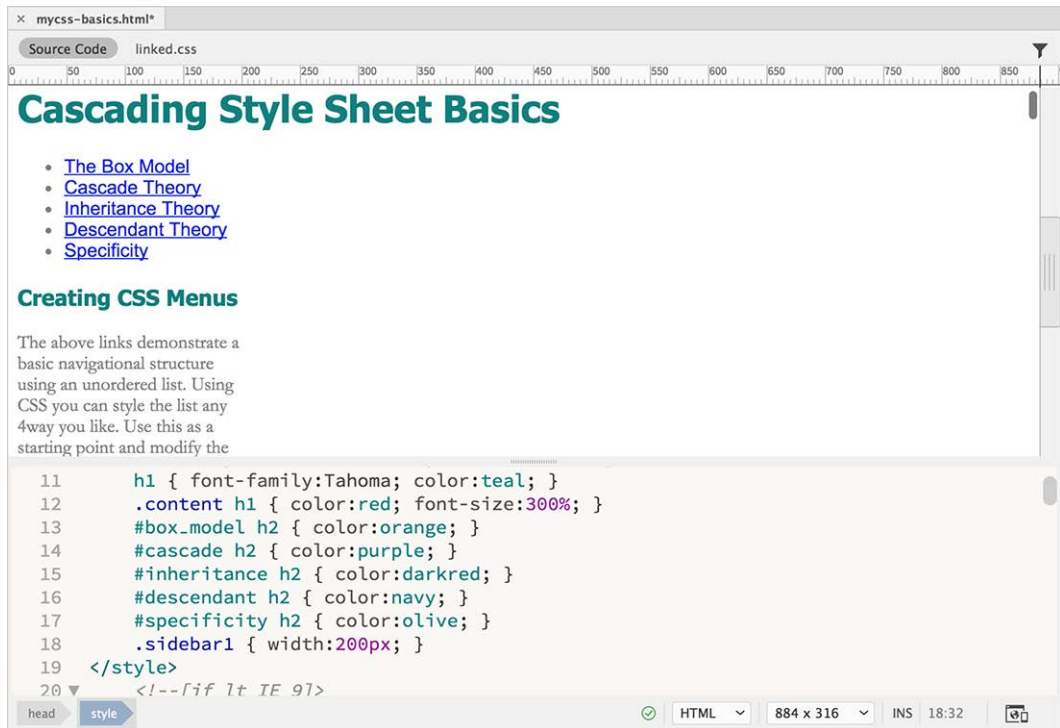 × mycss-basics.html*
Source Code linked.css
0 50 100 150 200 250 300 350 400 450 500 550 600 650 700 750 800 850
Cascading Style Sheet Basics
• The Box Model
• Cascade Theory
• Inheritance Theory
• Descendant Theory
• Specificity
Creating CSS Menus
The above links demonstrate a
basic navigational structure
using an unordered list. Using
CSS you can style the list any
4way you like. Use this as a
starting point and modify the
11 h1 { font-family:Tahoma; color:teal; }
12 .content h1 { color:red; font-size:300%; }
13 #box_model h2 { color:orange; }
14 #cascade h2 { color:purple; }
15 #inheritance h2 { color:darkred; }
16 #descendant h2 { color:navy; }
17 #specificity h2 { color:olive; }
18 .sidebar1 { width:200px; }
19 </style>
20 <!--[if lt IE 9]>
head style HTML 884 x 316 INS 18:32